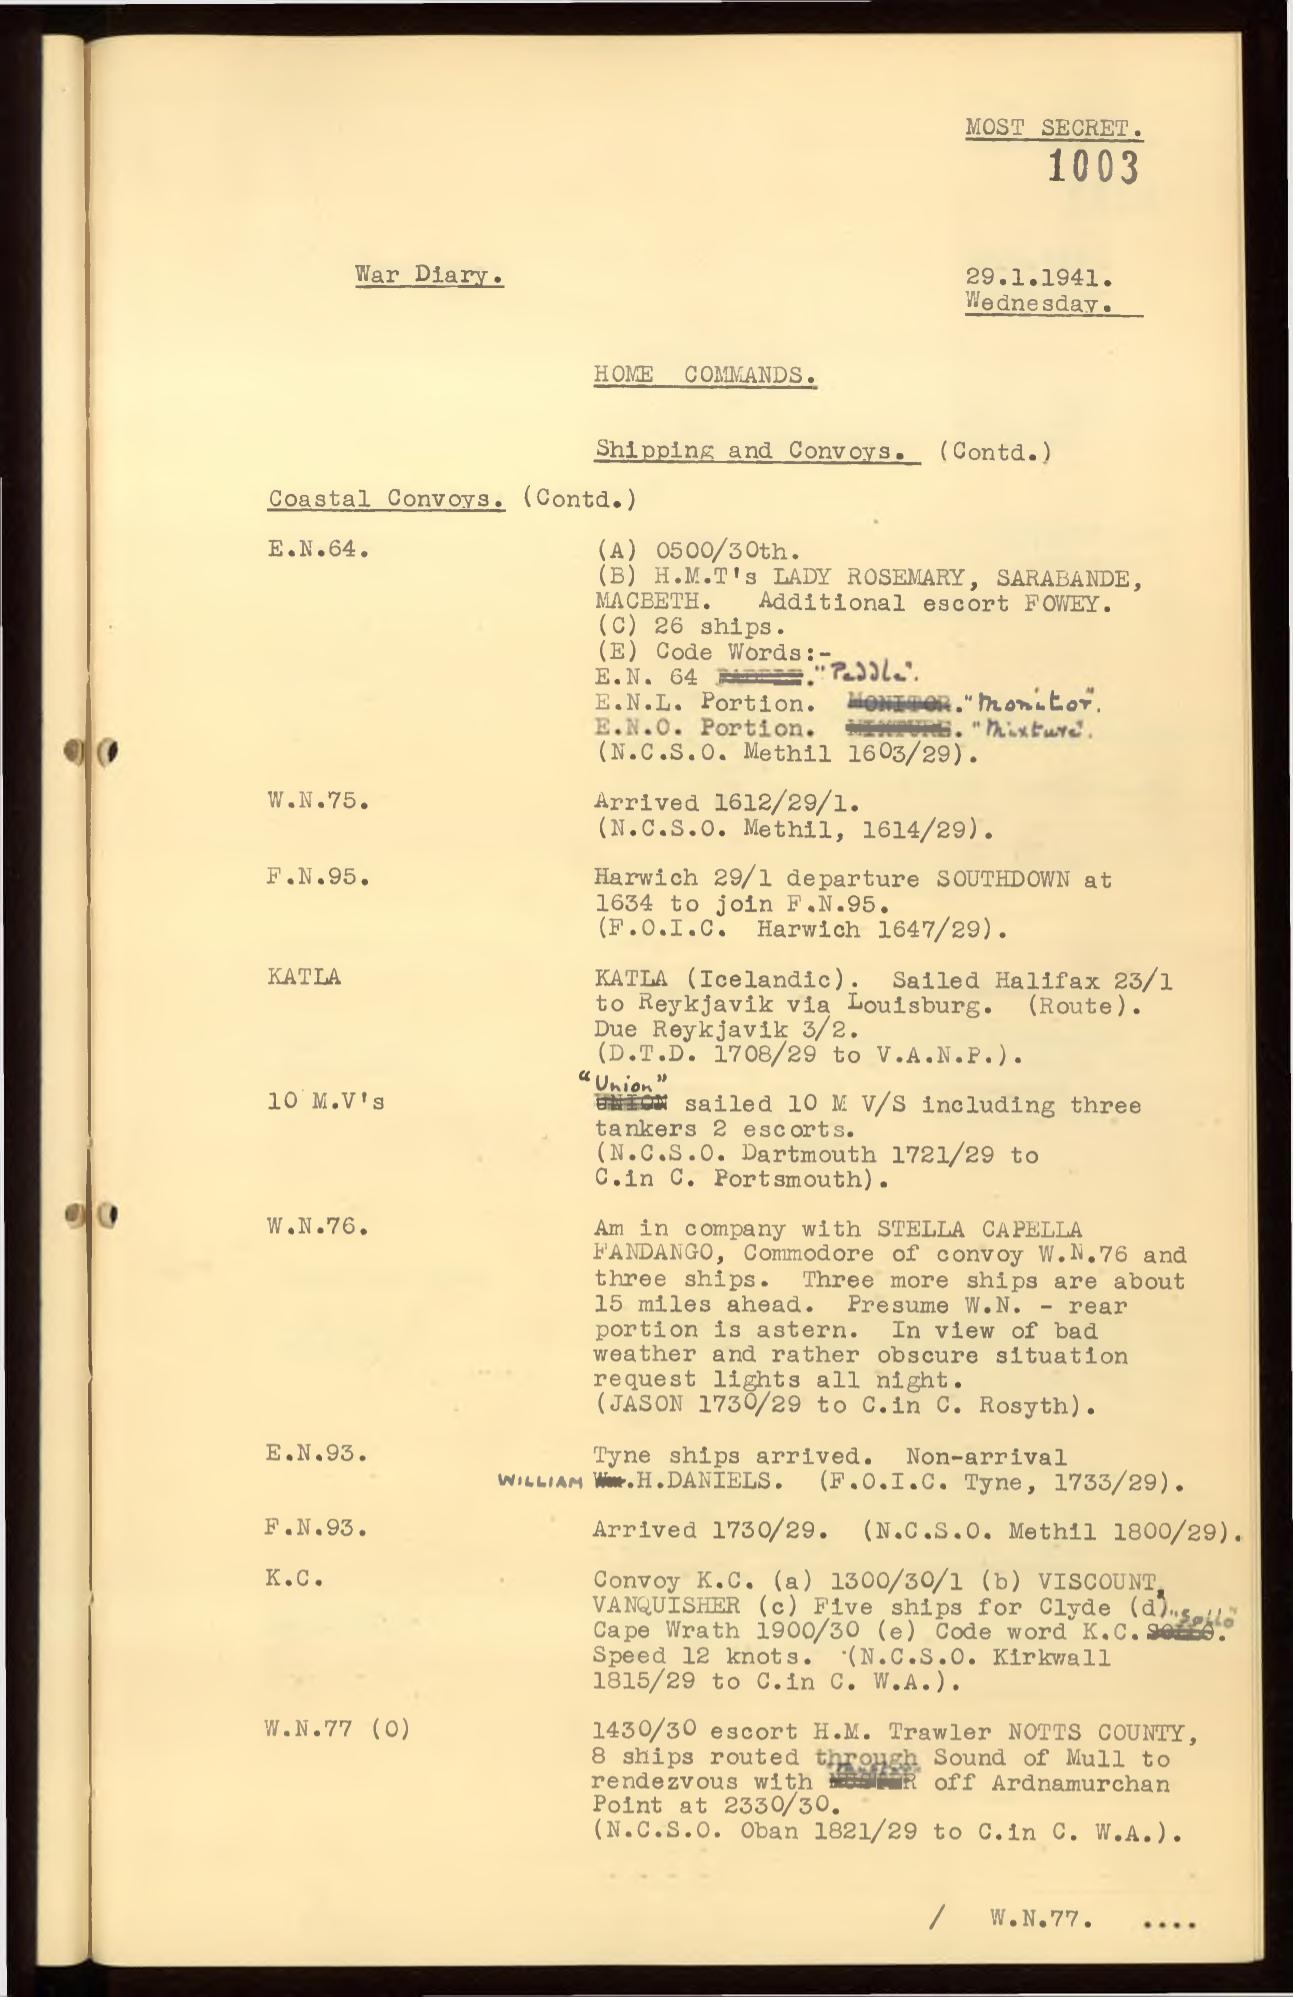 MOST SECRET.
1003
War Diary.
29.1.1941.
Wednesday.
HOME COMMANDS.
Shipping and Convoys. (Contd.)
Coastal Convoys. (Contd.)
E.N.64.
(A) 0500/30th.
(B) H.M.T's LADY ROSEMARY, SARABANDE,
MACBETH. Additional escort FOWEY.
(C) 26 ships.
(E) Code Words:-
E.N. 64 . "Peddle".
E.N.L. Portion. MONITOR. "Monitor".
E.N.O. Portion. MIXTURE. "Mixture".
(N.C.S.O. Methil 1603/29).
W.N.75.
Arrived 1612/29/1.
(N.C.S.O. Methil, 1614/29).
F.N.95.
Harwich 29/1 departure SOUTHDOWN at
1634 to join F.N.95.
(F.O.I.C. Harwich 1647/29).
KATLA
KATLA (Icelandic). Sailed Halifax 23/1
to Reykjavik via Louisburg. (Route).
Due Reykjavik 3/2.
(D.T.D. 1708/29 to V.A.N.P.).
"Union"
10 M.V's
UNION sailed 10 M V/S including three
tankers 2 escorts.
(N.C.S.O. Dartmouth 1721/29 to
C.in C. Portsmouth).
W.N.76.
Am in company with STELLA CAPELLA
FANDANGO, Commodore of convoy W.N.76 and
three ships. Three more ships are about
15 miles ahead. Presume W.N. - rear
portion is astern. In view of bad
weather and rather obscure situation
request lights all night.
(JASON 1730/29 to C.in C. Rosyth).
E.N.93.
Tyne ships arrived. Non-arrival
WILLIAM Wm.H.DANIELS. (F.O.I.C. Tyne, 1733/29).
F.N.93.
Arrived 1730/29. (N.C.S.O. Methil 1800/29).
K.C.
Convoy K.C. (a) 1300/30/1 (b) VISCOUNT,
VANQUISHER (c) Five ships for Clyde (d)
"Sollo"
Cape Wrath 1900/30 (e) Code word K.C. SOLLO.
Speed 12 knots. (N.C.S.O. Kirkwall
1815/29 to C.in C. W.A.).
W.N.77 (O)
1430/30 escort H.M. Trawler NOTTS COUNTY,
8 ships routed through Sound of Mull to
rendezvous with off Ardnamurchan
Point at 2330/30.
(N.C.S.O. Oban 1821/29 to C.in C. W.A.).
/ W.N.77. ....